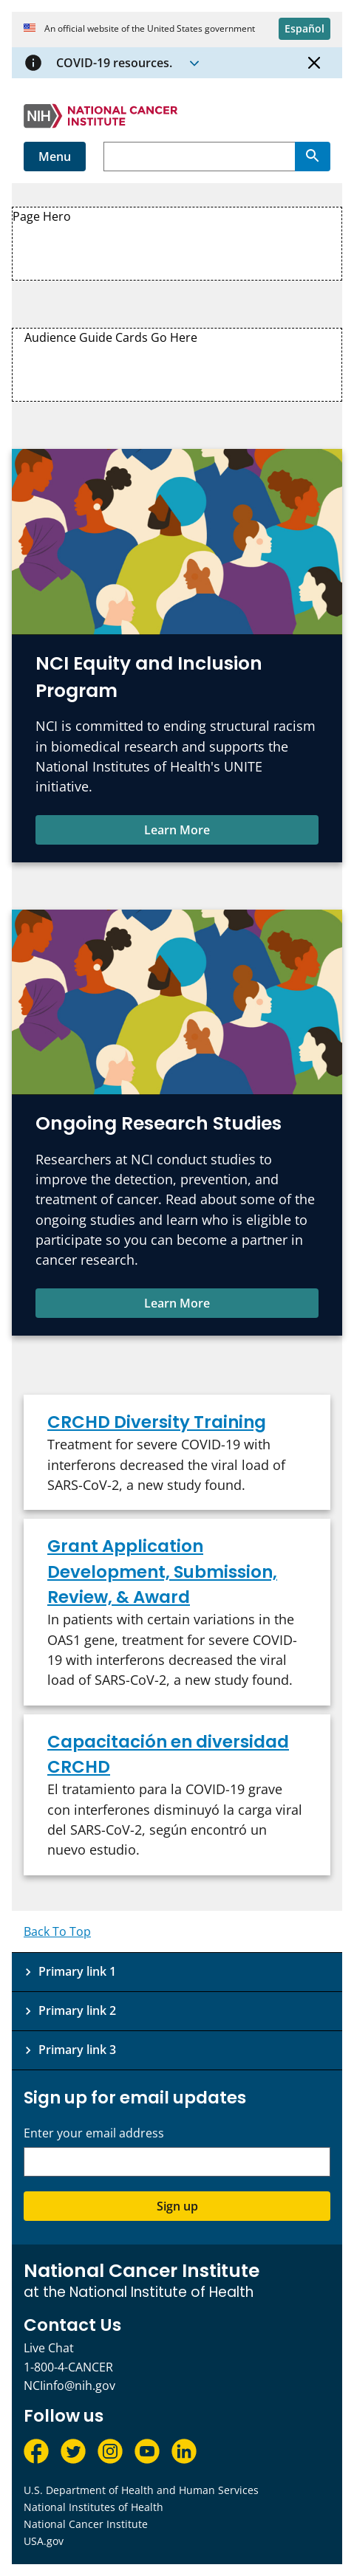 An official website of the United States government
Español
COVID-19 resources.
NIH
NATIONAL CANCER
INSTITUTE
Menu
Page Hero
Audience Guide Cards Go Here
NCI Equity and Inclusion
Program
NCI is committed to ending structural racism
in biomedical research and supports the
National Institutes of Health's UNITE
initiative.
Learn More
Ongoing Research Studies
Researchers at NCI conduct studies to
improve the detection, prevention, and
treatment of cancer. Read about some of the
ongoing studies and learn who is eligible to
participate so you can become a partner in
cancer research.
Learn More
CRCHD Diversity Training
Treatment for severe COVID-19 with
interferons decreased the viral load of
SARS-CoV-2, a new study found.
Grant Application
Development, Submission,
Review, & Award
In patients with certain variations in the
OAS1 gene, treatment for severe COVID-
19 with interferons decreased the viral
load of SARS-CoV-2, a new study found.
Capacitación en diversidad
CRCHD
El tratamiento para la COVID-19 grave
con interferones disminuyó la carga viral
del SARS-CoV-2, según encontró un
nuevo estudio.
Back To Top
Primary link 1
Primary link 2
Primary link 3
Sign up for email updates
Enter your email address
Sign up
National Cancer Institute
at the National Institute of Health
Contact Us
Live Chat
1-800-4-CANCER
NCIinfo@nih.gov
Follow us
U.S. Department of Health and Human Services
National Institutes of Health
National Cancer Institute
USA.gov